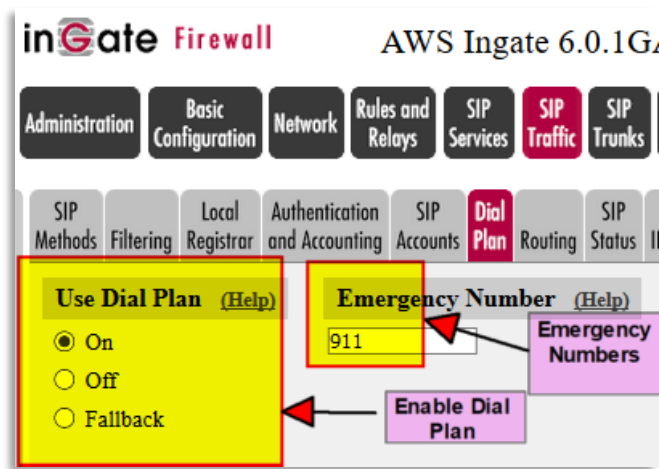 inGate Firewall
AWS Ingate 6.0.1GA
Administration
Basic
Configuration
Network
Rules and
Relays
SIP
Services
SIP
Traffic
SIP
Trunks
SIP
Methods
Filtering
Local
Registrar
Authentication
and Accounting
SIP
Accounts
Dial
Plan
Routing
SIP
Status
Use Dial Plan (Help)
On
Off
Fallback
Emergency Number (Help)
911
Emergency
Numbers
Enable Dial
Plan